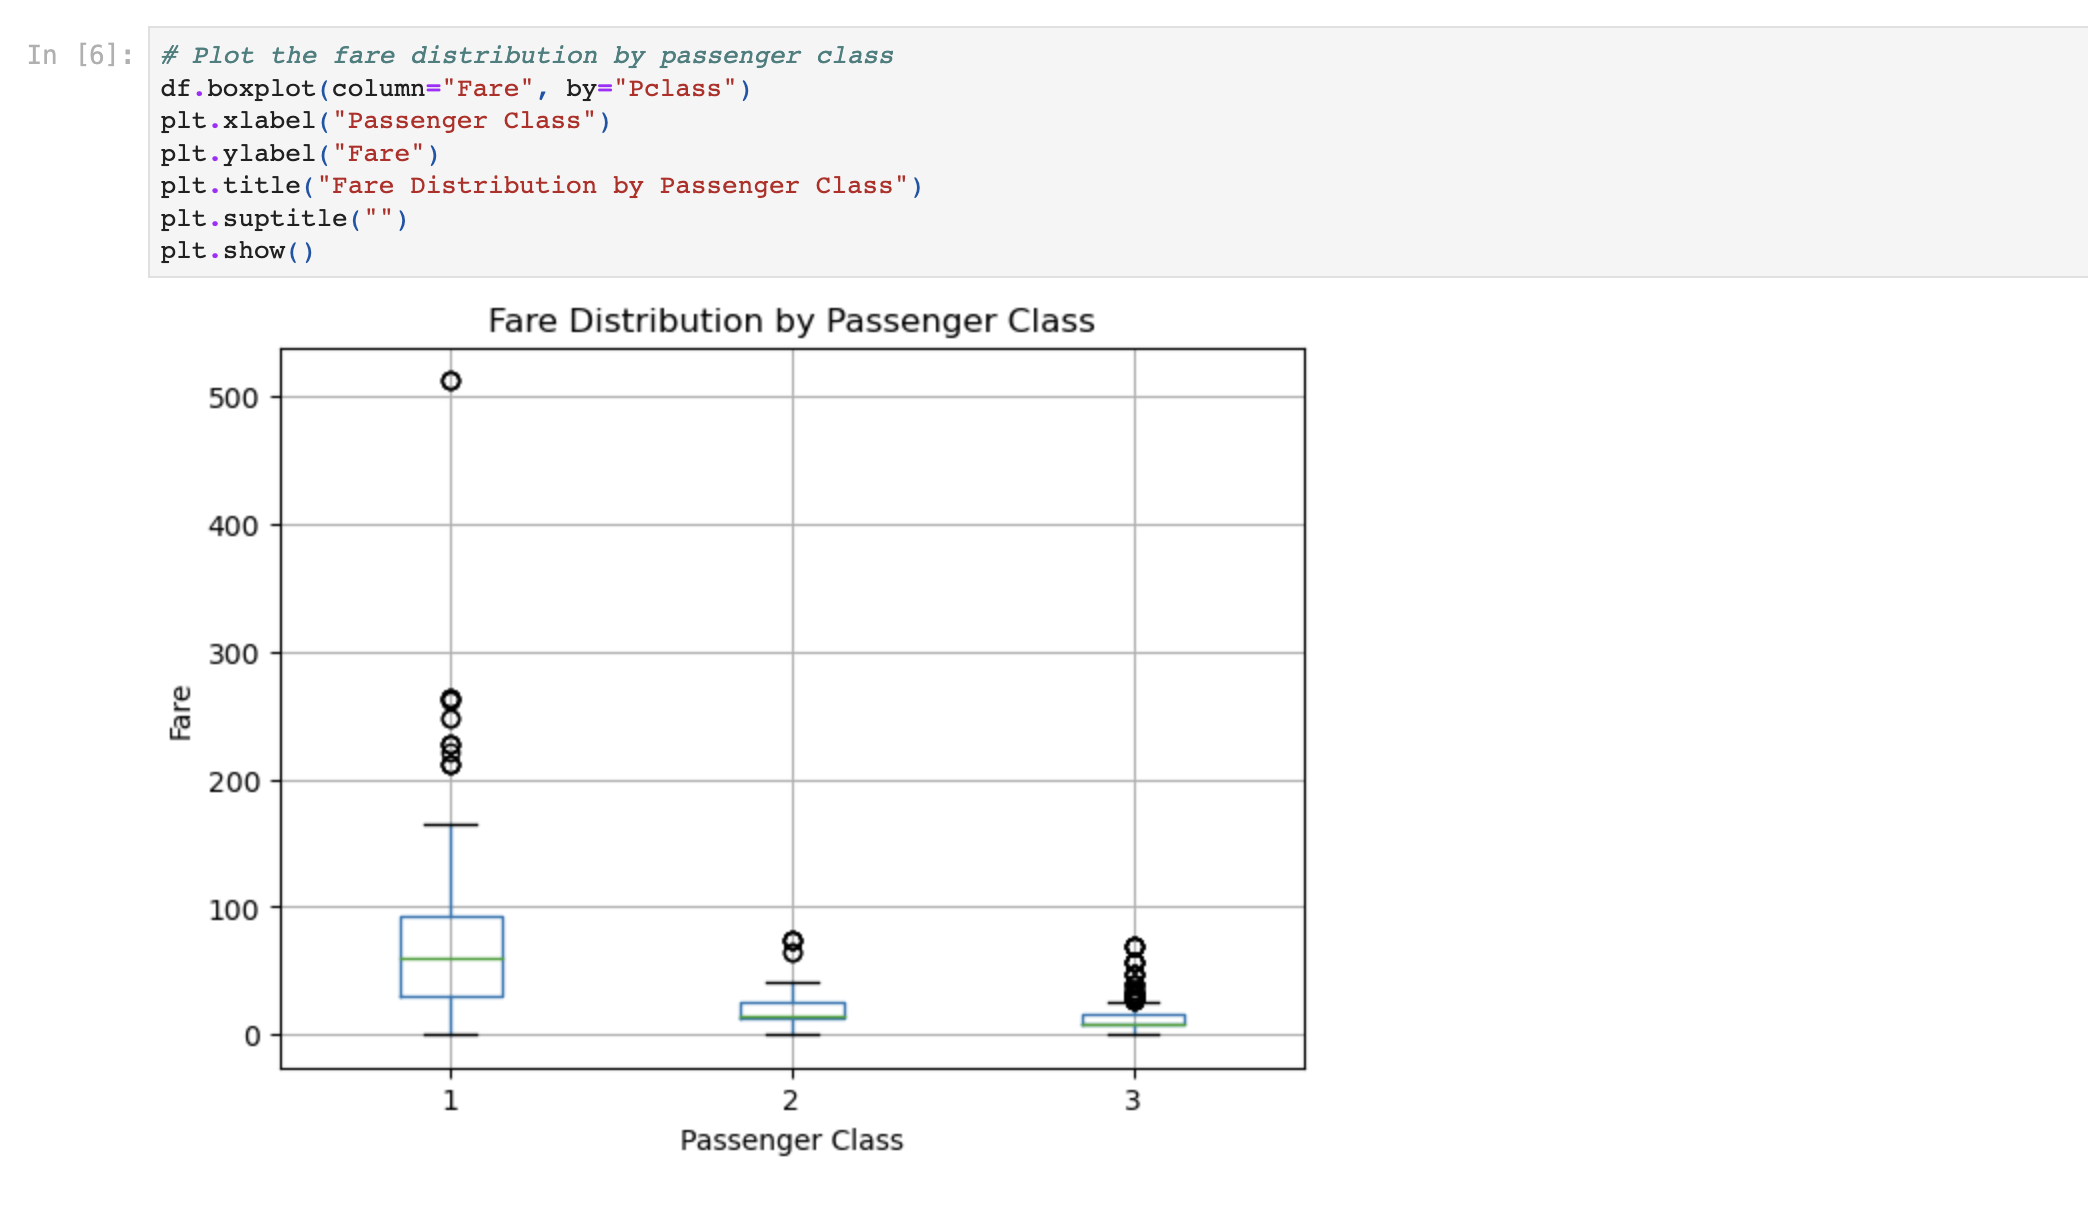 In [6]:
# Plot the fare distribution by passenger class
df.boxplot(column="Fare", by="Pclass")
plt.xlabel("Passenger Class")
plt.ylabel("Fare")
plt.title("Fare Distribution by Passenger Class")
plt.suptitle("")
plt.show()
Fare Distribution by Passenger Class
500
400
300
200
100
0
Fare
1 2 3
Passenger Class